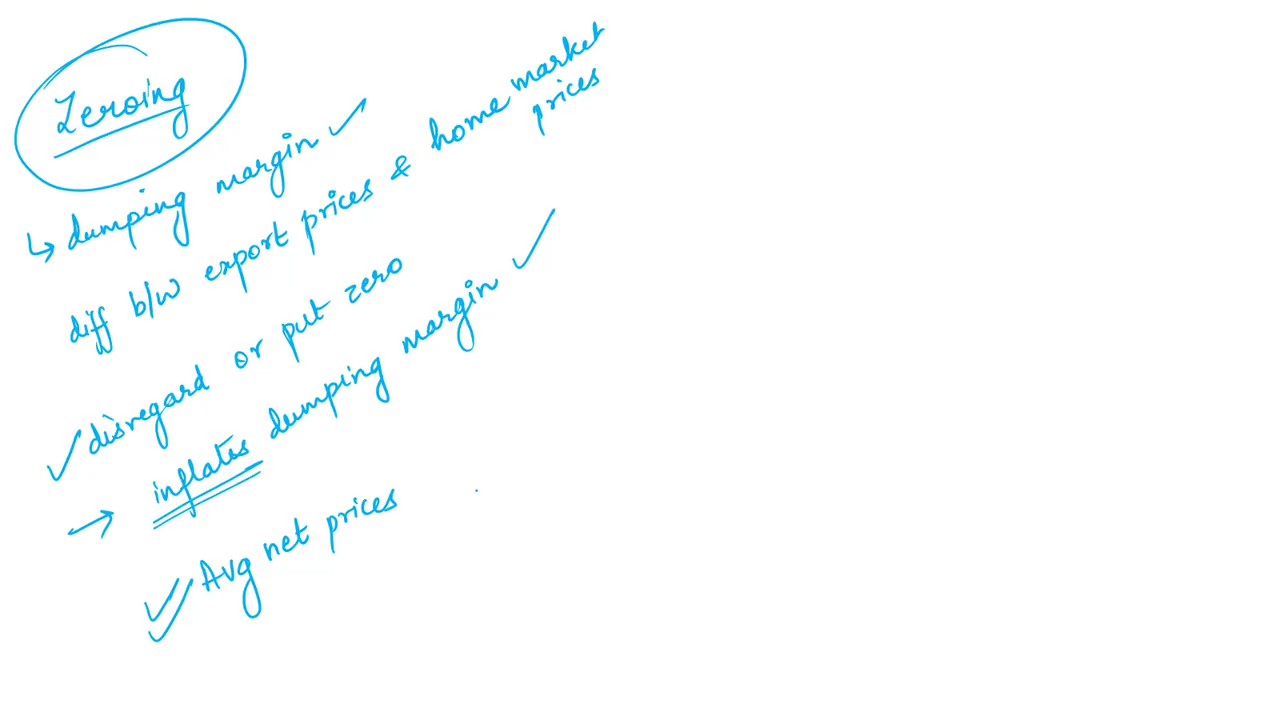 Zeroing
↳ dumping margin ✓
diff b/w export prices & home market prices
✓ disregard or put zero
→ inflates dumping margin ✓
✓✓ Avg net prices